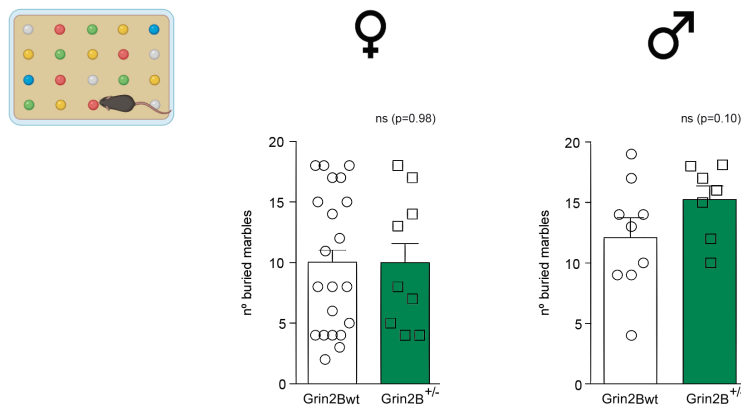 ns (p=0.98)
20
15
10
5
0
nº buried marbles
Grin2Bwt
Grin2B+/-
ns (p=0.10)
20
15
10
5
0
nº buried marbles
Grin2Bwt
Grin2B+/-